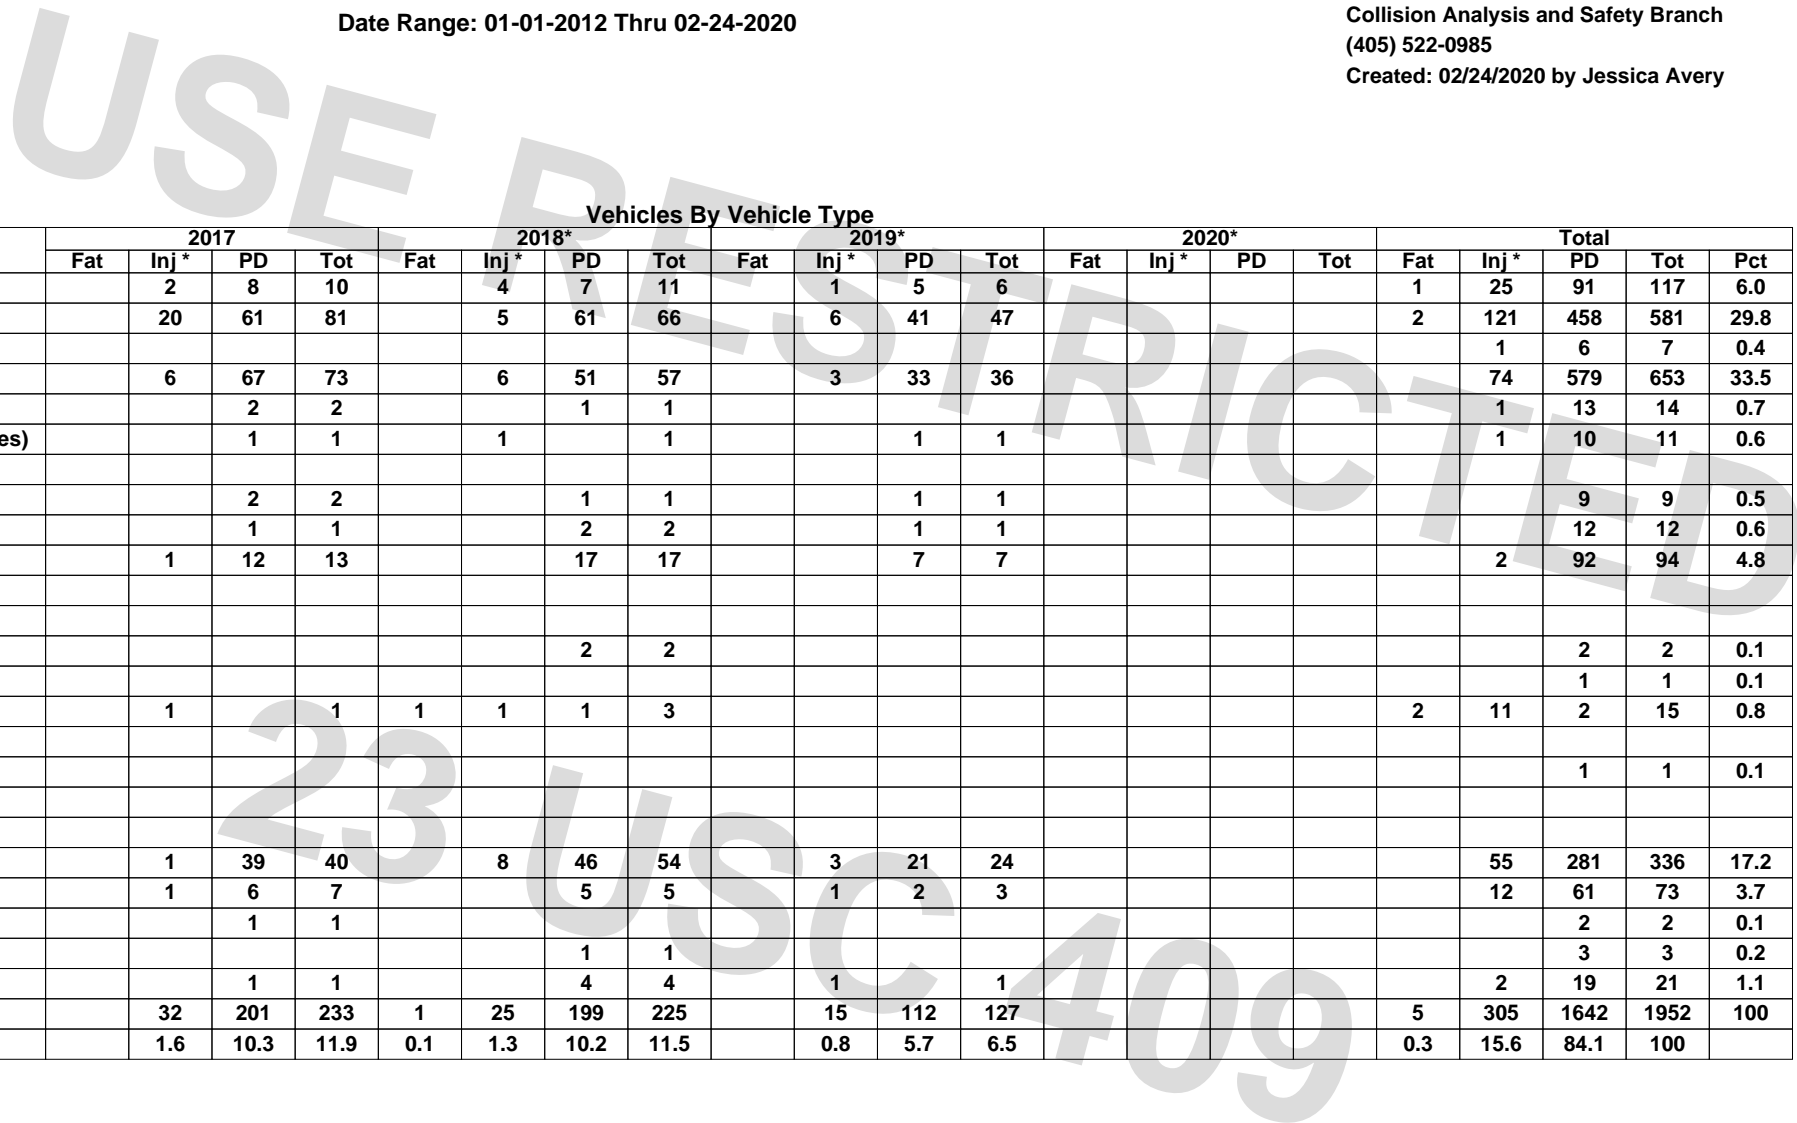 Date Range: 01-01-2012 Thru 02-24-2020
Collision Analysis and Safety Branch
(405) 522-0985
Created: 02/24/2020 by Jessica Avery
USE RESTRICTED
Vehicles By Vehicle Type
2017 2018* 2019* 2020* Total
Fat Inj * PD Tot Fat Inj * PD Tot Fat Inj * PD Tot Fat Inj * PD Tot Fat Inj * PD Tot Pct
2 8 10 4 7 11 1 5 6 1 25 91 117 6.0
20 61 81 5 61 66 6 41 47 2 121 458 581 29.8
1 6 7 0.4
6 67 73 6 51 57 3 33 36 74 579 653 33.5
2 2 1 1 1 13 14 0.7
es) 1 1 1 1 1 1 1 10 11 0.6
2 2 1 1 1 1 9 9 0.5
1 1 2 2 1 1 12 12 0.6
1 12 13 17 17 7 7 2 92 94 4.8
2 2 2 2 0.1
1 1 0.1
1 1 1 1 1 3 2 11 2 15 0.8
1 1 0.1
1 39 40 8 46 54 3 21 24 55 281 336 17.2
1 6 7 5 5 1 2 3 12 61 73 3.7
1 1 2 2 0.1
1 1 3 3 0.2
1 1 4 4 1 1 2 19 21 1.1
32 201 233 1 25 199 225 15 112 127 5 305 1642 1952 100
1.6 10.3 11.9 0.1 1.3 10.2 11.5 0.8 5.7 6.5 0.3 15.6 84.1 100
23 USC 409